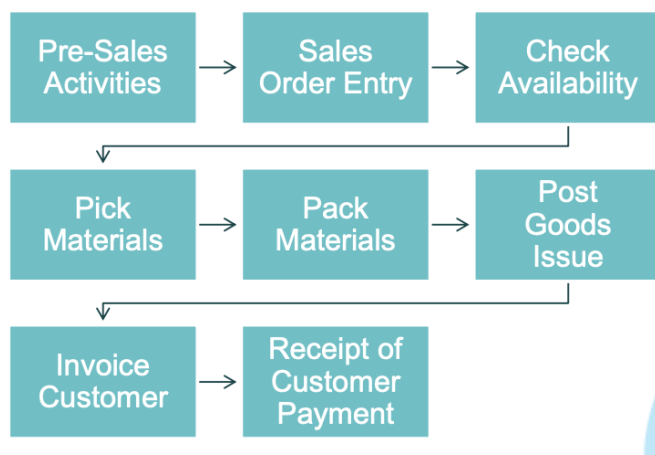 Pre-Sales
Activities
Sales
Order Entry
Check
Availability
Pick
Materials
Pack
Materials
Post
Goods
Issue
Invoice
Customer
Receipt of
Customer
Payment